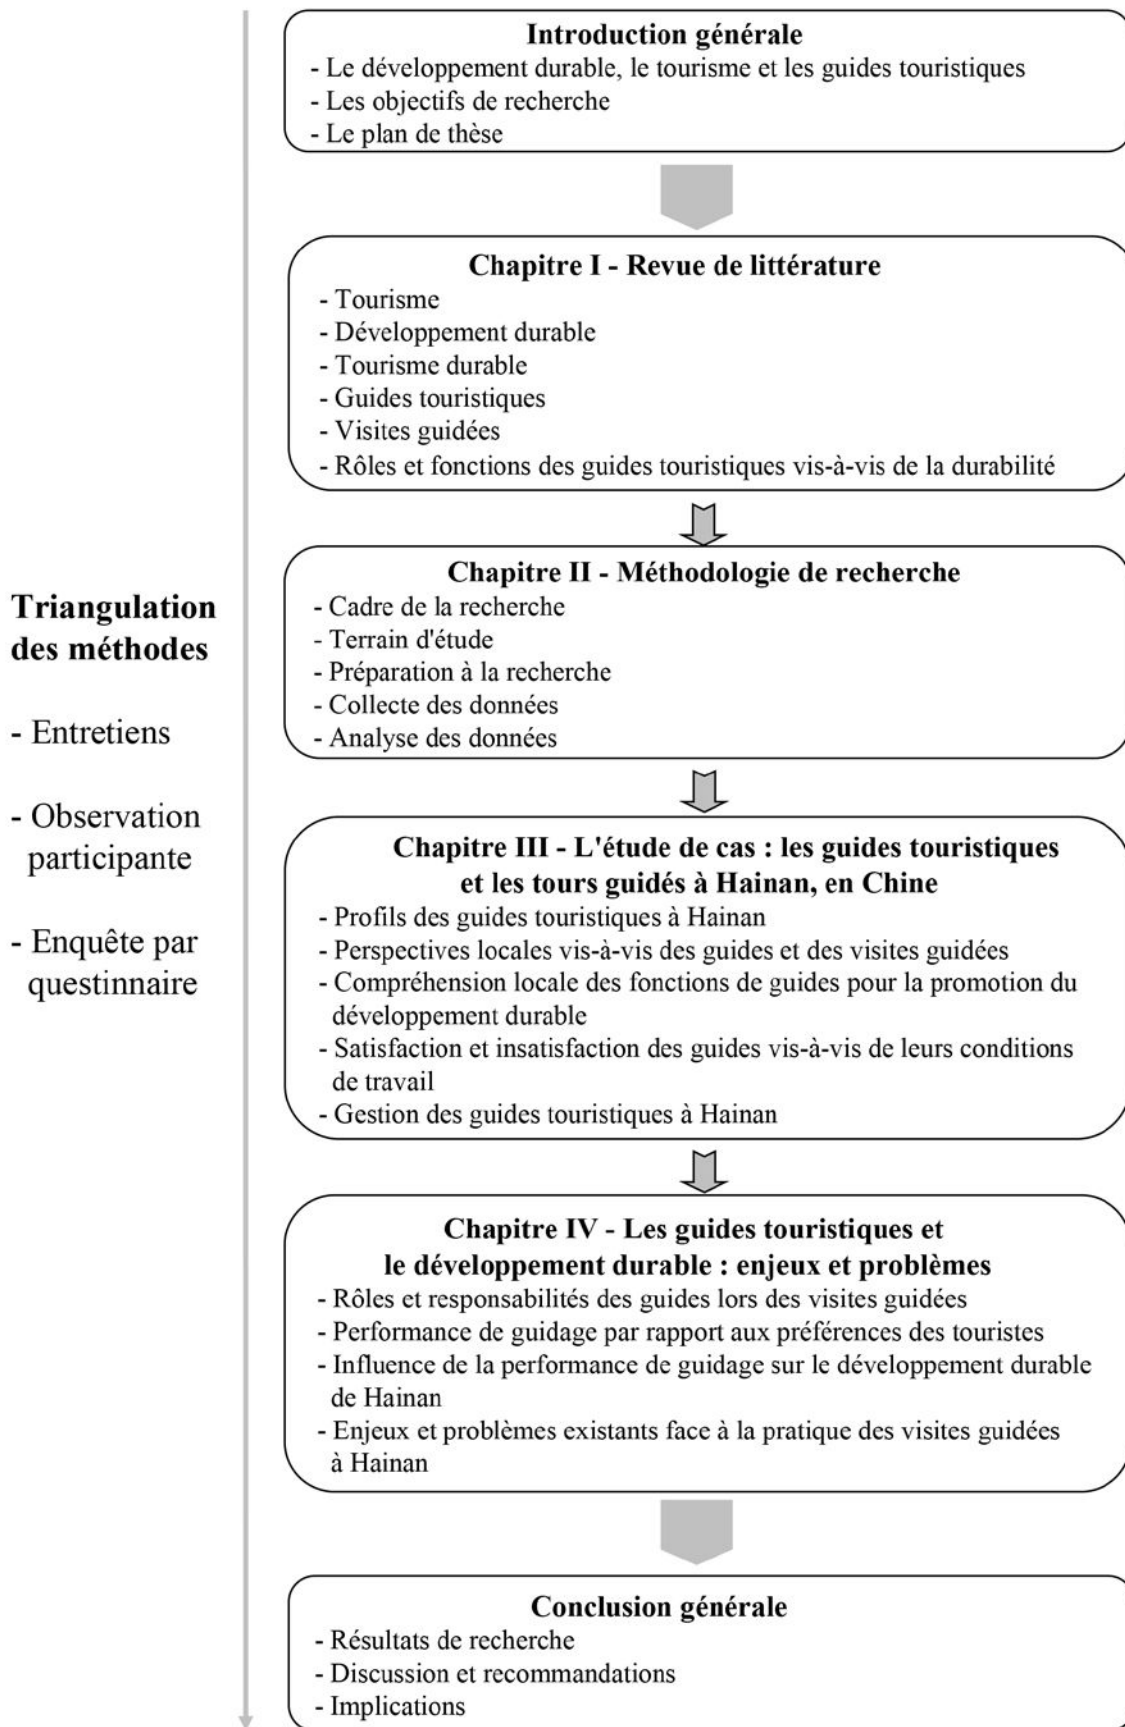 Introduction générale
- Le développement durable, le tourisme et les guides touristiques
- Les objectifs de recherche
- Le plan de thèse
Chapitre I - Revue de littérature
- Tourisme
- Développement durable
- Tourisme durable
- Guides touristiques
- Visites guidées
- Rôles et fonctions des guides touristiques vis-à-vis de la durabilité
Triangulation
des méthodes
- Entretiens
- Observation
participante
- Enquête par
questinnaire
Chapitre II - Méthodologie de recherche
- Cadre de la recherche
- Terrain d'étude
- Préparation à la recherche
- Collecte des données
- Analyse des données
Chapitre III - L'étude de cas : les guides touristiques
et les tours guidés à Hainan, en Chine
- Profils des guides touristiques à Hainan
- Perspectives locales vis-à-vis des guides et des visites guidées
- Compréhension locale des fonctions de guides pour la promotion du
développement durable
- Satisfaction et insatisfaction des guides vis-à-vis de leurs conditions
de travail
- Gestion des guides touristiques à Hainan
Chapitre IV - Les guides touristiques et
le développement durable : enjeux et problèmes
- Rôles et responsabilités des guides lors des visites guidées
- Performance de guidage par rapport aux préférences des touristes
- Influence de la performance de guidage sur le développement durable
de Hainan
- Enjeux et problèmes existants face à la pratique des visites guidées
à Hainan
Conclusion générale
- Résultats de recherche
- Discussion et recommandations
- Implications